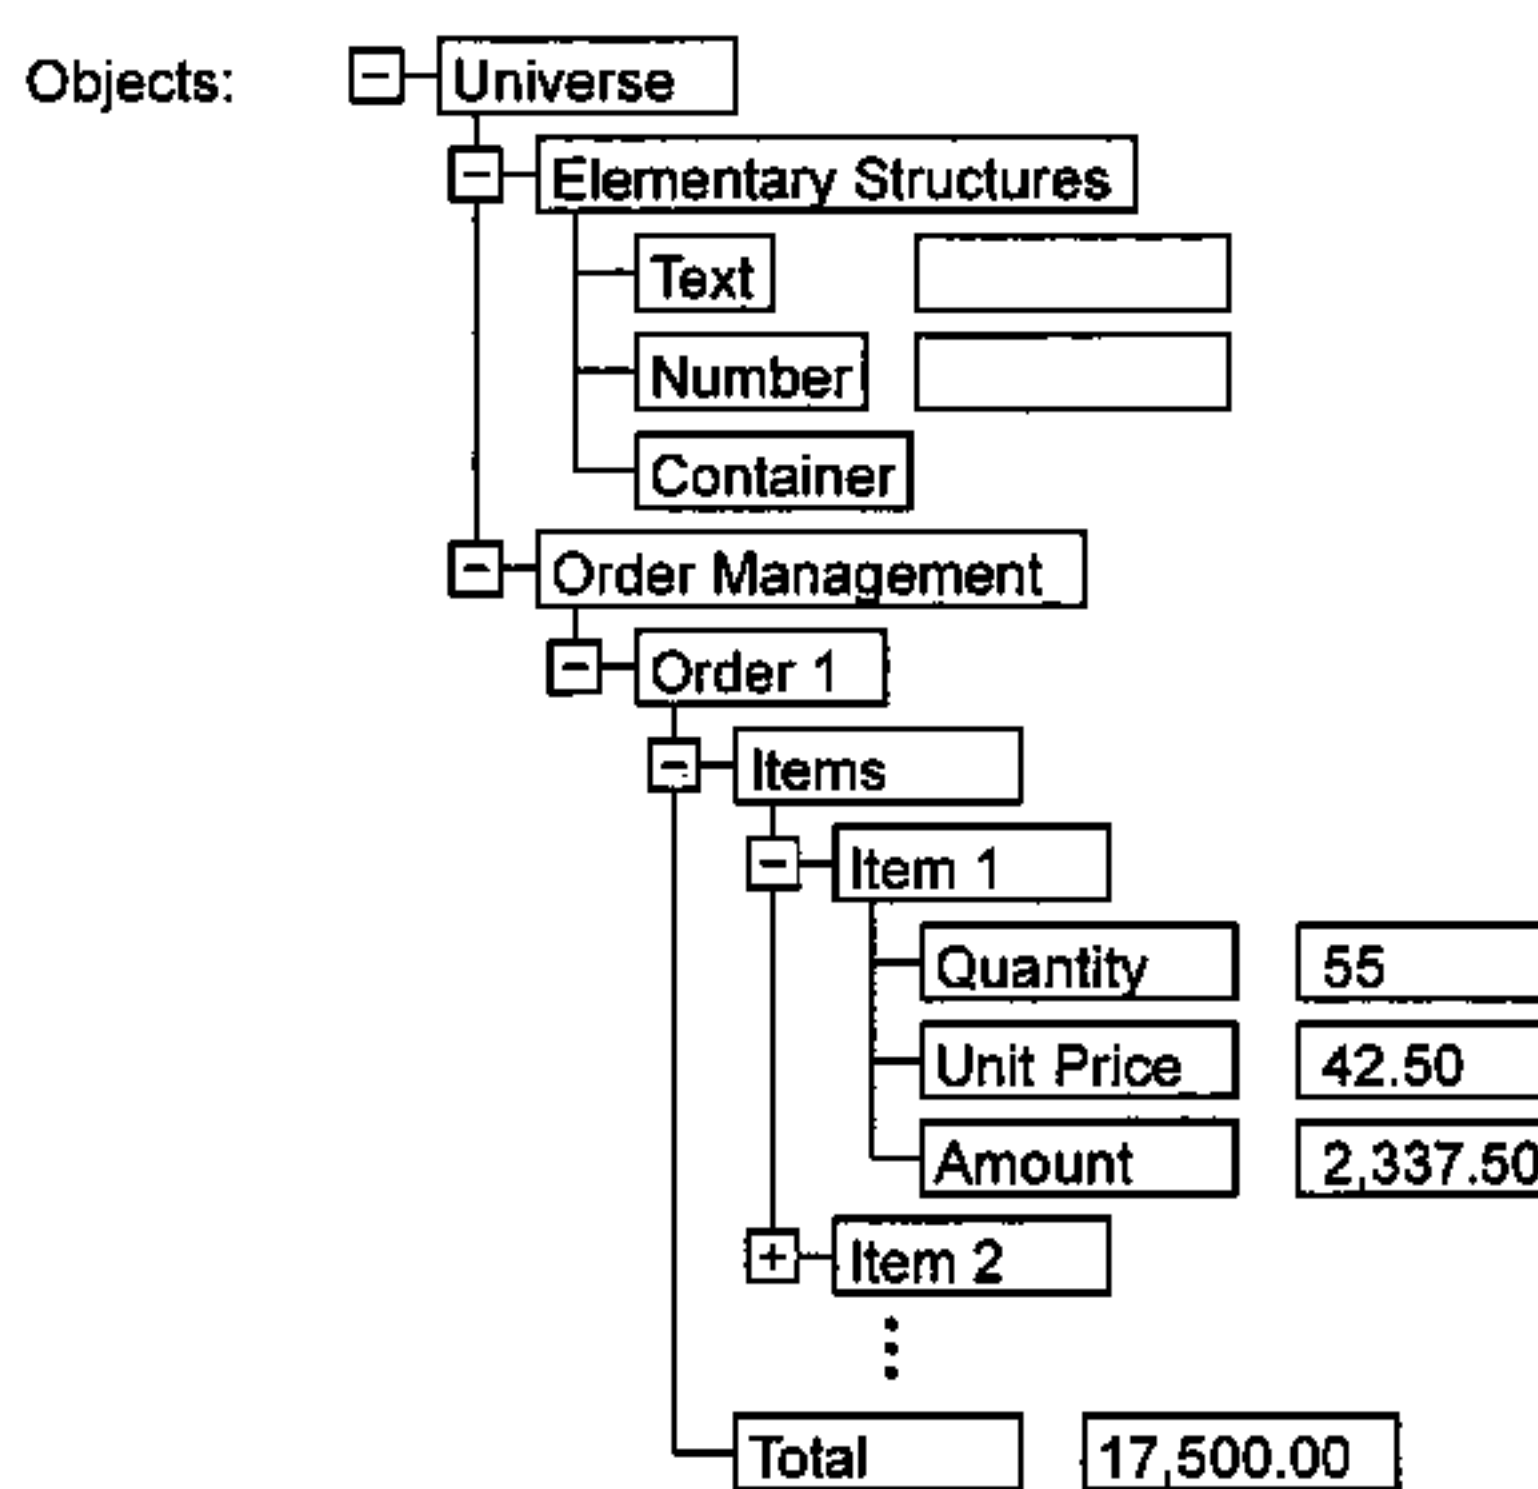 Objects: Universe
Elementary Structures
Text
Number
Container
Order Management
Order 1
Items
Item 1
Quantity 55
Unit Price 42.50
Amount 2,337.50
Item 2
Total 17,500.00